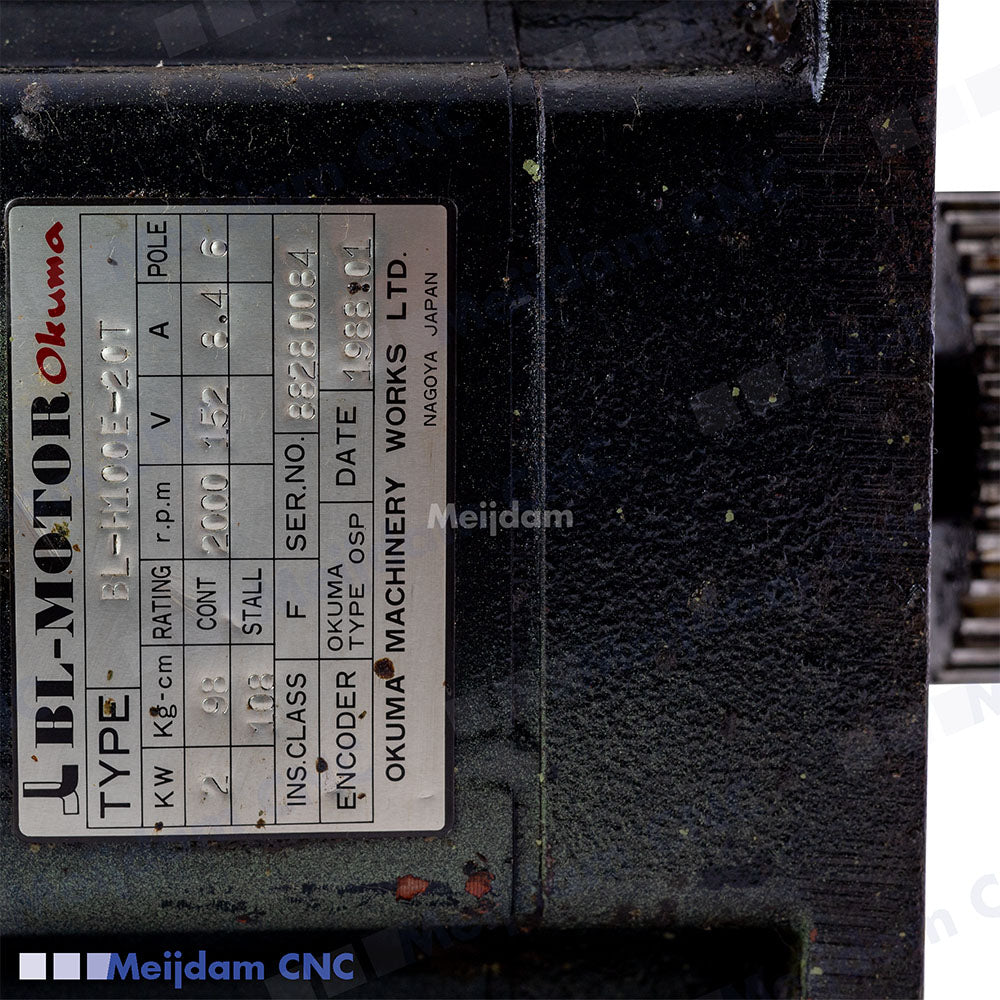 BL-MOTOR Okuma
TYPE BL-H100E-20T
KW Kg-cm RATING r.p.m V A POLE
2 98 CONT 2000 152 8.4 6
108 STALL
INS.CLASS F SER.NO. 88280084
ENCODER OKUMA TYPE OSP DATE 1988:01
OKUMA MACHINERY WORKS LTD.
NAGOYA JAPAN
Meijdam
Meijdam CNC